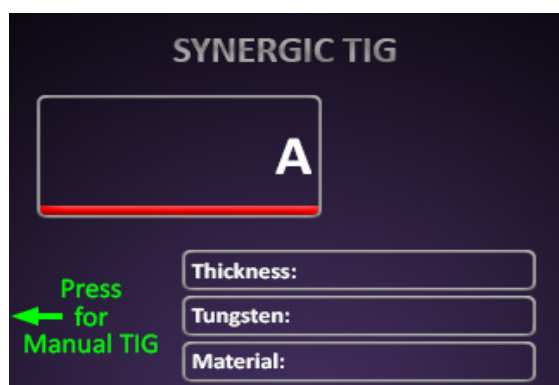 SYNERGIC TIG
A
Thickness:
Press
for
Manual TIG
Tungsten:
Material: